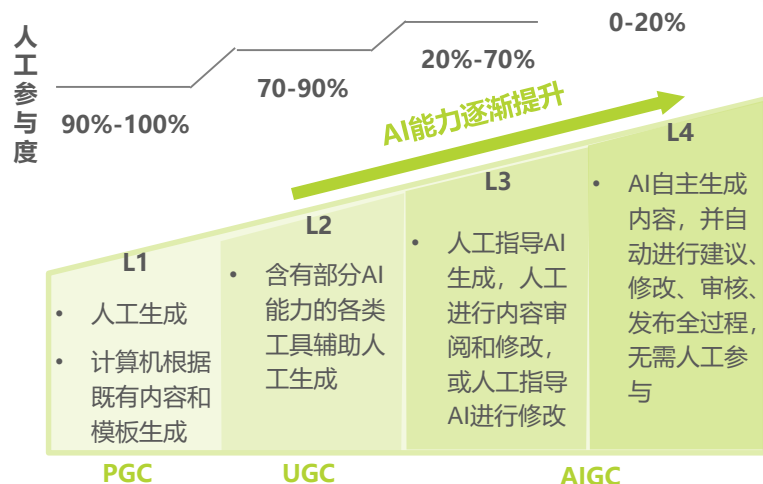 人工参与度
90%-100%
70-90%
20%-70%
0-20%
AI能力逐渐提升
L1
• 人工生成
• 计算机根据
既有内容和
模板生成
L2
• 含有部分AI
能力的各类
工具辅助人
工生成
L3
• 人工指导AI
生成，人工
进行内容审
阅和修改，
或人工指导
AI进行修改
L4
• AI自主生成
内容，并自
动进行建议、
修改、审核、
发布全过程，
无需人工参
与
PGC
UGC
AIGC